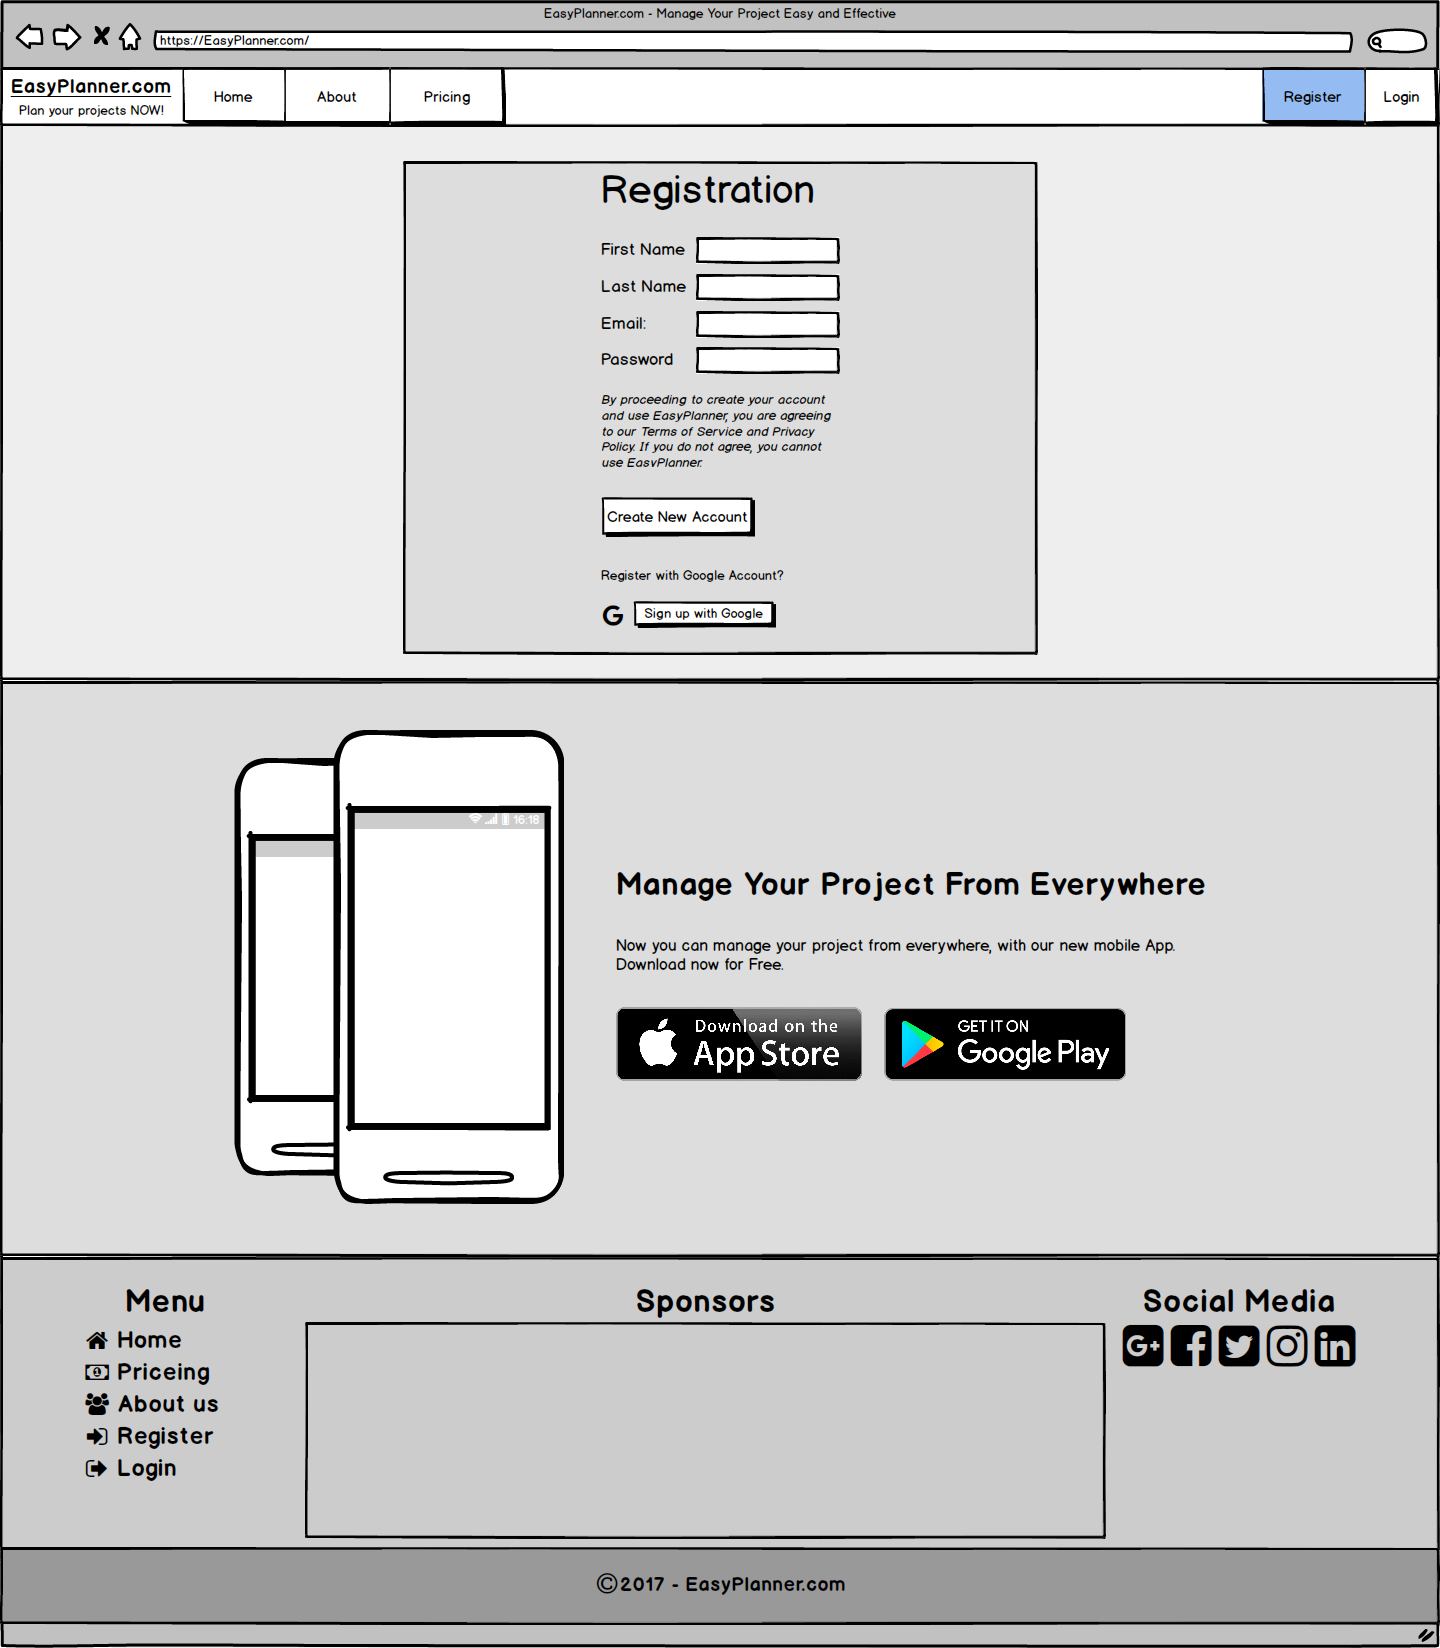 EasyPlanner.com - Manage Your Project Easy and Effective
https://EasyPlanner.com/
EasyPlanner.com
Plan your projects NOW!
Home
About
Pricing
Register
Login
Registration
First Name
Last Name
Email:
Password
By proceeding to create your account
and use EasyPlanner, you are agreeing
to our Terms of Service and Privacy
Policy. If you do not agree, you cannot
use EasyPlanner.
Create New Account
Register with Google Account?
G
Sign up with Google
16:18
Manage Your Project From Everywhere
Now you can manage your project from everywhere, with our new mobile App.
Download now for Free.
Download on the
App Store
GET IT ON
Google Play
Menu
Home
Priceing
About us
Register
Login
Sponsors
Social Media
G+
f
in
©2017 - EasyPlanner.com